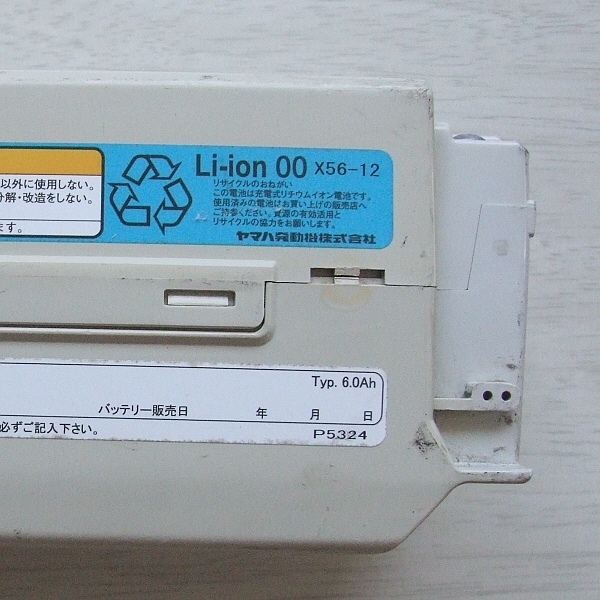 以外に使用しない。
分解・改造をしない。
ます。
Li-ion 00 X56-12
リサイクルのおねがい
この電池は充電式リチウムイオン電池です。
使用済みの電池はお買い上げの販売店へ
ご持参ください。資源の有効活用と
リサイクルの協力をお願いします。
ヤマハ発動機株式会社
Typ. 6.0Ah
バッテリー販売日 年 月 日
必ずご記入下さい。
P5324